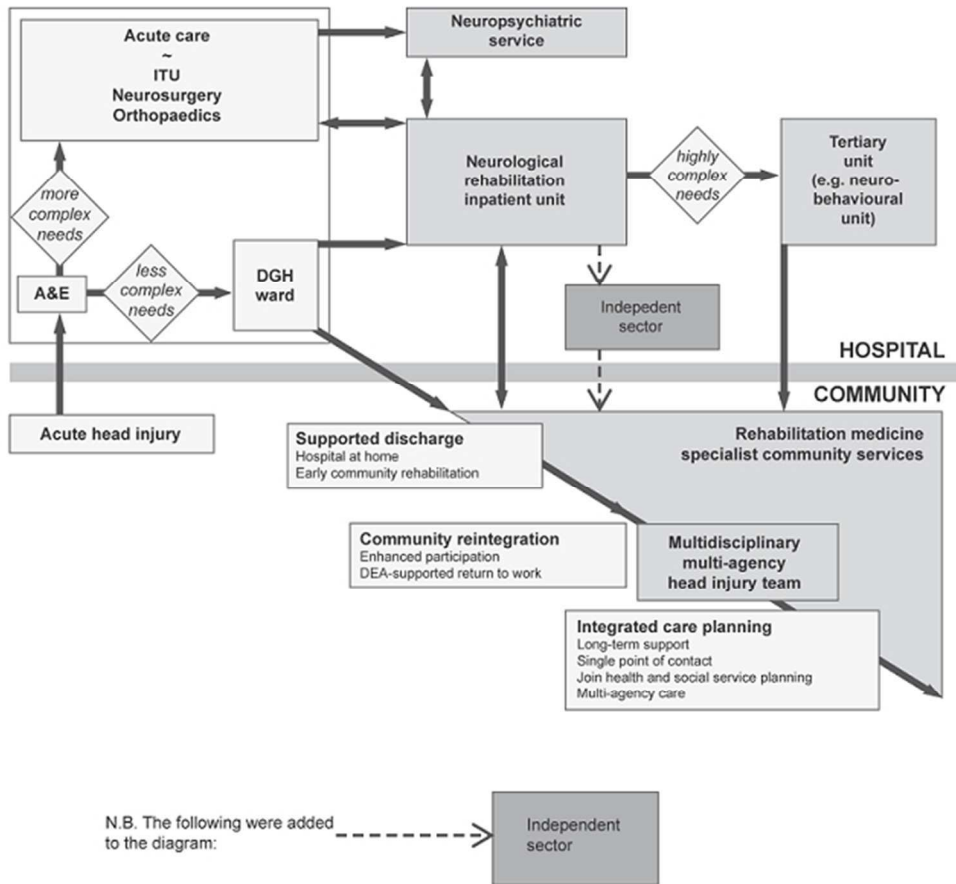 Acute care
~
ITU
Neurosurgery
Orthopaedics
Neuropsychiatric
service
more
complex
needs
Neurological
rehabilitation
inpatient unit
highly
complex
needs
Tertiary
unit
(e.g. neuro-
behavioural
unit)
A&E
less
complex
needs
DGH
ward
Indepedent
sector
HOSPITAL
COMMUNITY
Acute head injury
Supported discharge
Hospital at home
Early community rehabilitation
Rehabilitation medicine
specialist community services
Community reintegration
Enhanced participation
DEA-supported return to work
Multidisciplinary
multi-agency
head injury team
Integrated care planning
Long-term support
Single point of contact
Join health and social service planning
Multi-agency care
N.B. The following were added
to the diagram:
Independent
sector